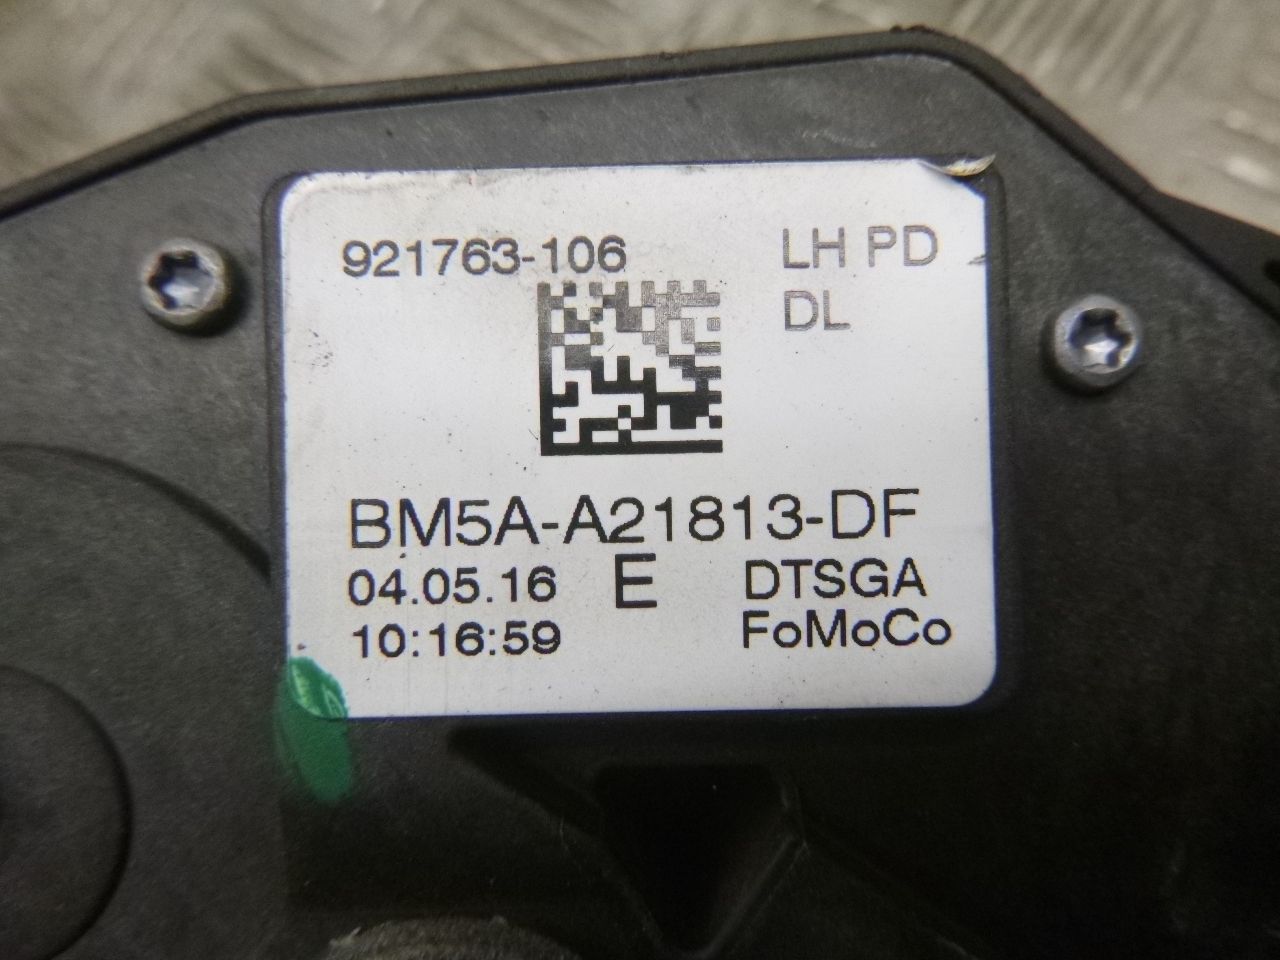 921763-106 LH PD
DL
BM5A-A21813-DF
04.05.16 E DTSGA
10:16:59 FoMoCo